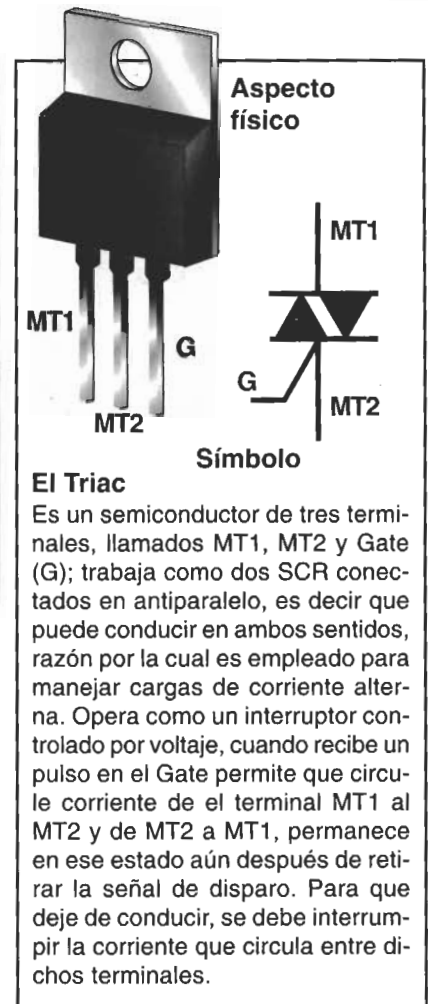 Aspecto
físico
MT1
MT1
G
G
MT2
MT2
Símbolo
El Triac
Es un semiconductor de tres termi-
nales, llamados MT1, MT2 y Gate
(G); trabaja como dos SCR conec-
tados en antiparalelo, es decir que
puede conducir en ambos sentidos,
razón por la cual es empleado para
manejar cargas de corriente alter-
na. Opera como un interruptor con-
trolado por voltaje, cuando recibe un
pulso en el Gate permite que circu-
le corriente de el terminal MT1 al
MT2 y de MT2 a MT1, permanece
en ese estado aún después de reti-
rar la señal de disparo. Para que
deje de conducir, se debe interrum-
pir la corriente que circula entre di-
chos terminales.